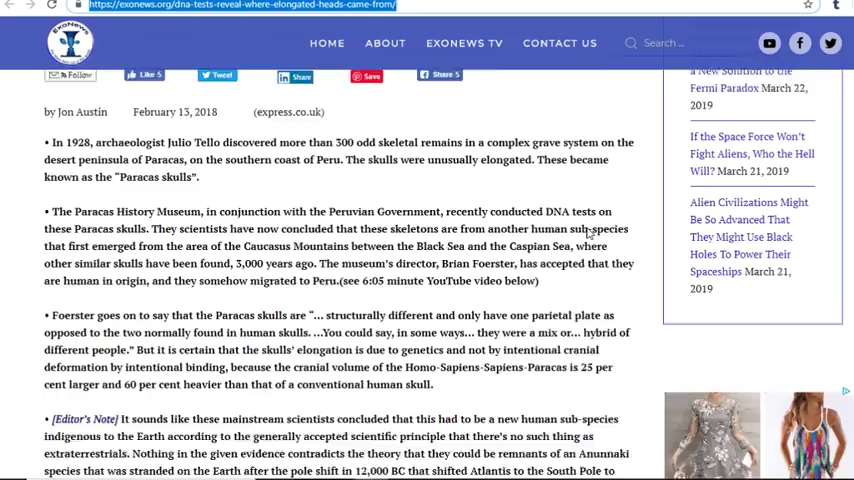 https://exonews.org/dna-tests-reveal-where-elongated-heads-came-from/
ExoNews
HOME ABOUT EXONEWS TV CONTACT US Search ..
Follow Like 5 Tweet Share Save Share 5
by Jon Austin February 13, 2018 (express.co.uk)
• In 1928, archaeologist Julio Tello discovered more than 300 odd skeletal remains in a complex grave system on the
desert peninsula of Paracas, on the southern coast of Peru. The skulls were unusually elongated. These became
known as the “Paracas skulls”.
• The Paracas History Museum, in conjunction with the Peruvian Government, recently conducted DNA tests on
these Paracas skulls. They scientists have now concluded that these skeletons are from another human sub-species
that first emerged from the area of the Caucasus Mountains between the Black Sea and the Caspian Sea, where
other similar skulls have been found, 3,000 years ago. The museum’s director, Brian Foerster, has accepted that they
are human in origin, and they somehow migrated to Peru.(see 6:05 minute YouTube video below)
Foerster goes on to say that the Paracas skulls are “… structurally different and only have one parietal plate as
opposed to the two normally found in human skulls. …You could say, in some ways… they were a mix or… hybrid of
different people.” But it is certain that the skulls’ elongation is due to genetics and not by intentional cranial
deformation by intentional binding, because the cranial volume of the Homo-Sapiens-Sapiens-Paracas is 25 per
cent larger and 60 per cent heavier than that of a conventional human skull.
• [Editor’s Note] It sounds like these mainstream scientists concluded that this had to be a new human sub-species
indigenous to the Earth according to the generally accepted scientific principle that there’s no such thing as
extraterrestrials. Nothing in the given evidence contradicts the theory that they could be remnants of an Anunnaki
species that was stranded on the Earth after the pole shift in 12,000 BC that shifted Atlantis to the South Pole to
a New Solution to the
Fermi Paradox March 22,
2019
If the Space Force Won’t
Fight Aliens, Who the Hell
Will? March 21, 2019
Alien Civilizations Might
Be So Advanced That
They Might Use Black
Holes To Power Their
Spaceships March 21,
2019